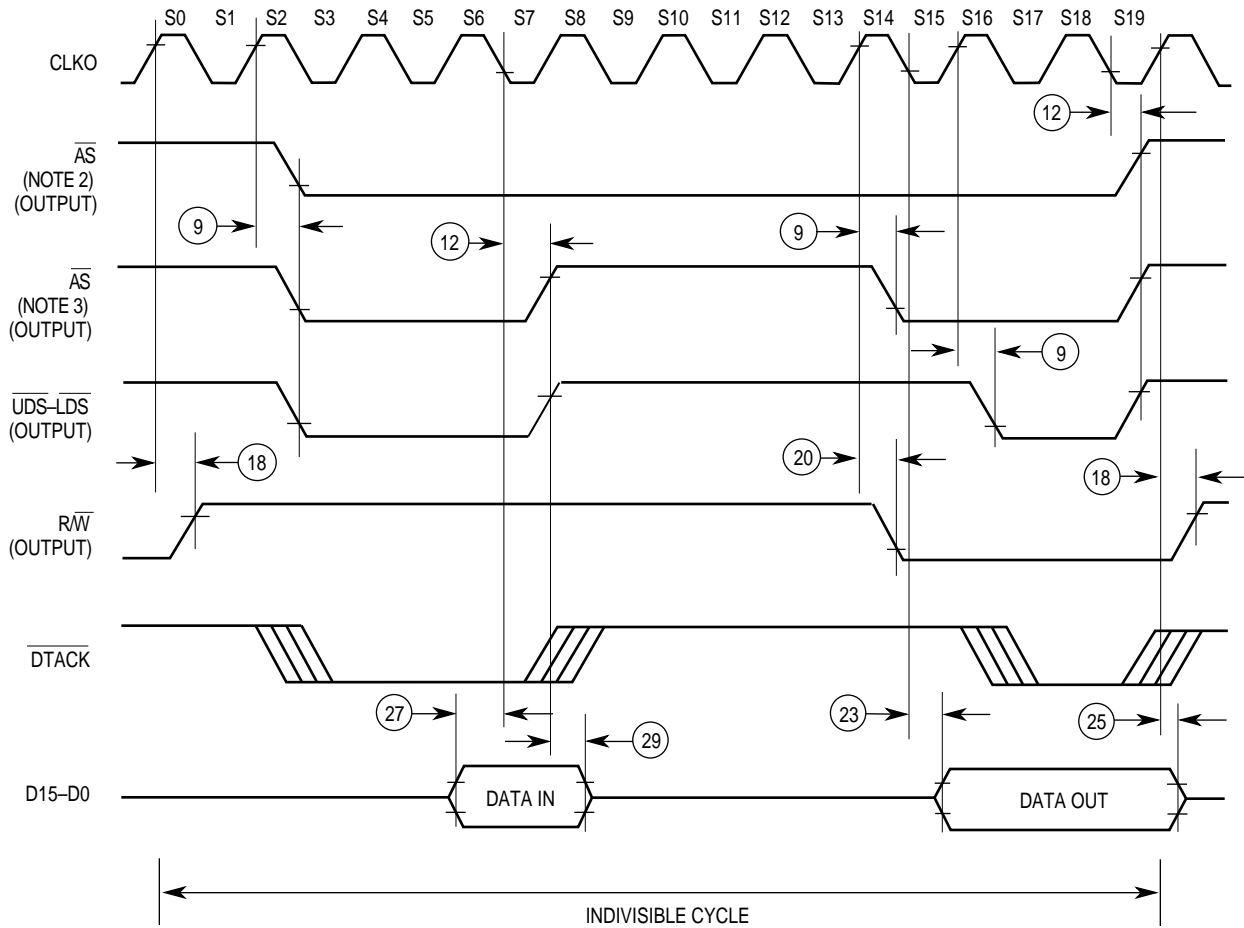 S0 S1 S2 S3 S4 S5 S6 S7 S8 S9 S10 S11 S12 S13 S14 S15 S16 S17 S18 S19
CLKO
12
AS
(NOTE 2)
(OUTPUT)
9
12
9
AS
(NOTE 3)
(OUTPUT)
9
UDS–LDS
(OUTPUT)
18
20
18
R/W
(OUTPUT)
DTACK
27
23
25
29
D15–D0
DATA IN
DATA OUT
INDIVISIBLE CYCLE